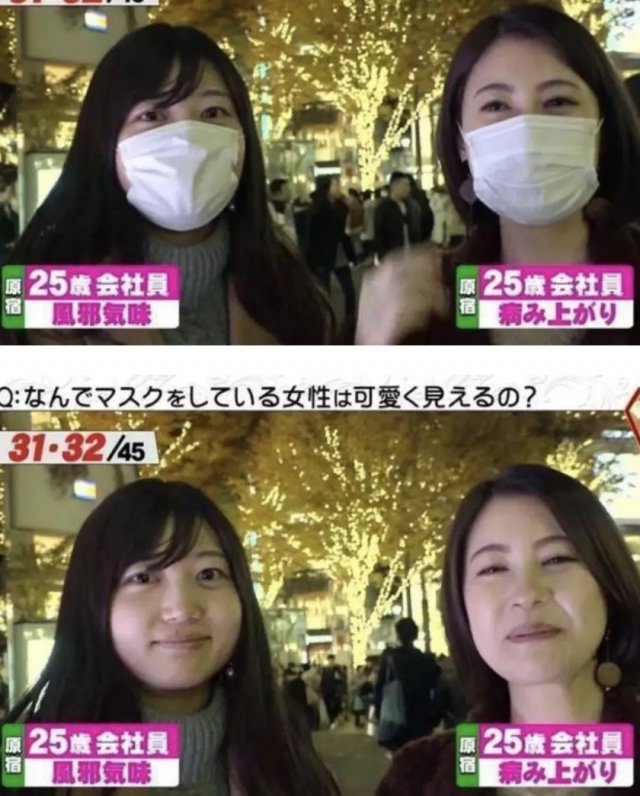 31・32/45
原宿
25歳 会社員
風邪気味
原宿
25歳 会社員
病み上がり
Q:なんでマスクをしている女性は可愛く見えるの？
31・32/45
原宿
25歳 会社員
風邪気味
原宿
25歳 会社員
病み上がり